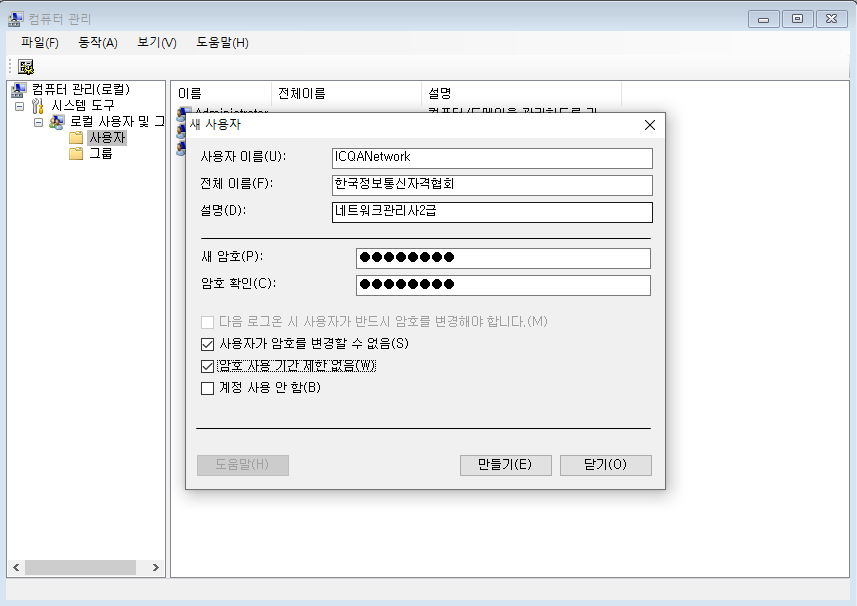 컴퓨터 관리
파일(F) 동작(A) 보기(V) 도움말(H)
컴퓨터 관리(로컬)
시스템 도구
로컬 사용자 및 그
사용자
그룹
이름 전체이름 설명
Administrator
새 사용자
사용자 이름(U): ICQANetwork
전체 이름(F): 한국정보통신자격협회
설명(D): 네트워크관리사2급
새 암호(P): ●●●●●●●●
암호 확인(C): ●●●●●●●●
다음 로그온 시 사용자가 반드시 암호를 변경해야 합니다.(M)
사용자가 암호를 변경할 수 없음(S)
암호 사용 기간 제한 없음(W)
계정 사용 안 함(B)
도움말(H) 만들기(E) 닫기(O)